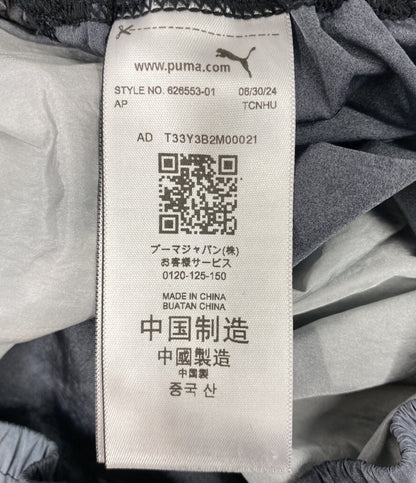 www.puma.com
STYLE NO. 626553-01 08/30/24
AP TCNHU
AD T33Y3B2M00021
プーマジャパン(株)
お客様サービス
0120-125-150
MADE IN CHINA
BUATAN CHINA
中国制造
中國製造
中国製
중국 산